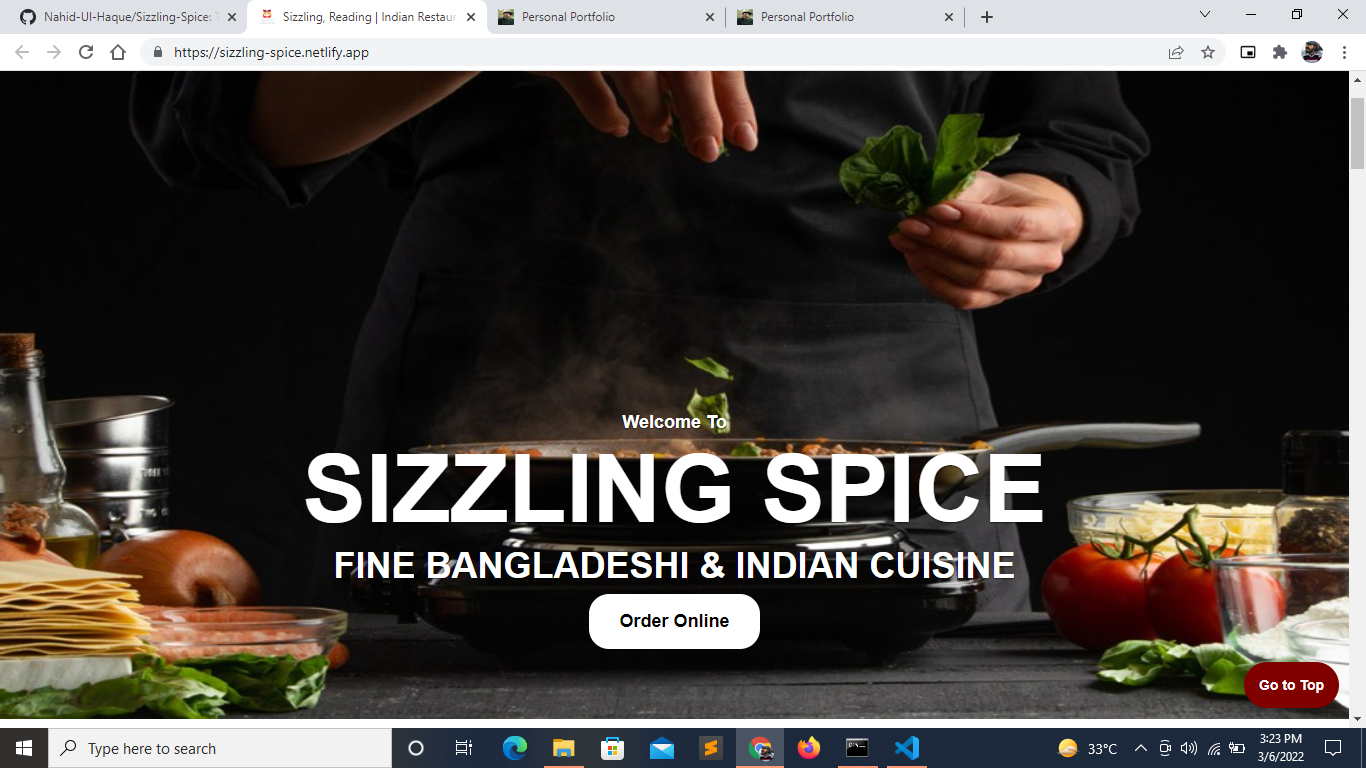 Nahid-Ul-Haque/Sizzling-Spice: T
Sizzling, Reading | Indian Restaur
Personal Portfolio
Personal Portfolio
https://sizzling-spice.netlify.app
Welcome To
SIZZLING SPICE
FINE BANGLADESHI & INDIAN CUISINE
Order Online
Go to Top
Type here to search
33°C
3:23 PM
3/6/2022